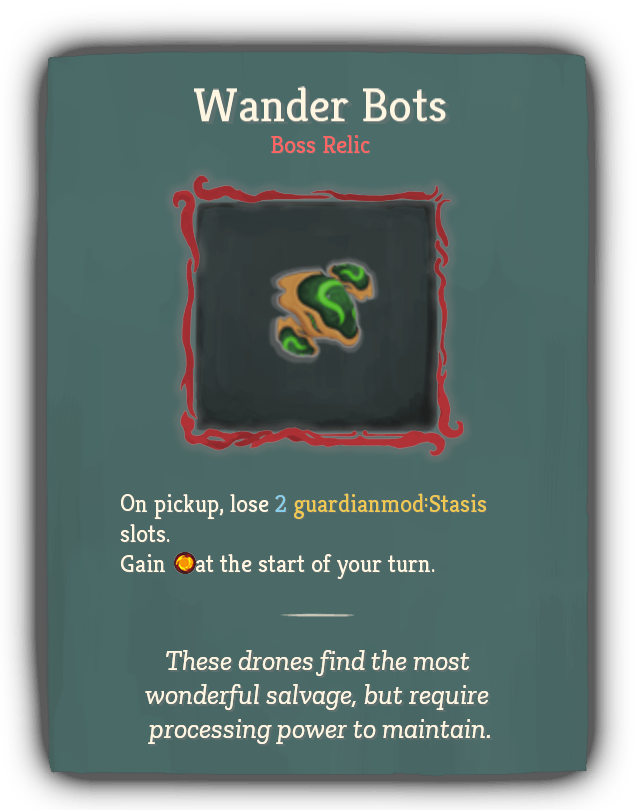 Wander Bots
Boss Relic
On pickup, lose 2 guardianmod:Stasis
slots.
Gain at the start of your turn.
These drones find the most
wonderful salvage, but require
processing power to maintain.